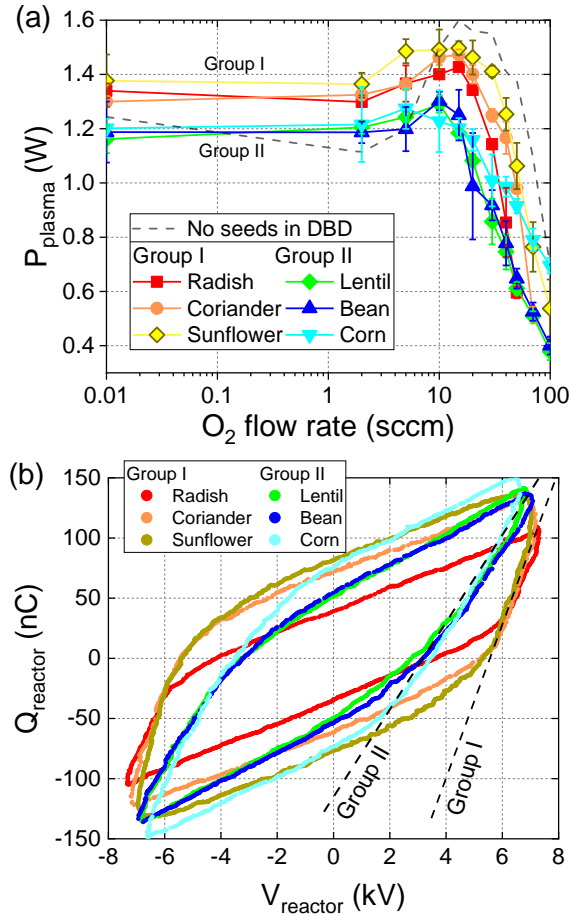 (a)
1.6
1.4
1.2
1.0
0.8
0.6
0.4
P_plasma (W)
Group I
Group II
No seeds in DBD
Group I Group II
Radish Lentil
Coriander Bean
Sunflower Corn
0.01 0.1 1 10 100
O₂ flow rate (sccm)
(b)
150
100
50
0
-50
-100
-150
Q_reactor (nC)
Group I Group II
Radish Lentil
Coriander Bean
Sunflower Corn
Group II
Group I
-8 -6 -4 -2 0 2 4 6 8
V_reactor (kV)